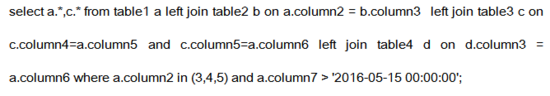 select a.*,c.* from table1 a left join table2 b on a.column2 = b.column3 left join table3 c on
c.column4=a.column5 and c.column5=a.column6 left join table4 d on d.column3 =
a.column6 where a.column2 in (3,4,5) and a.column7 > '2016-05-15 00:00:00';